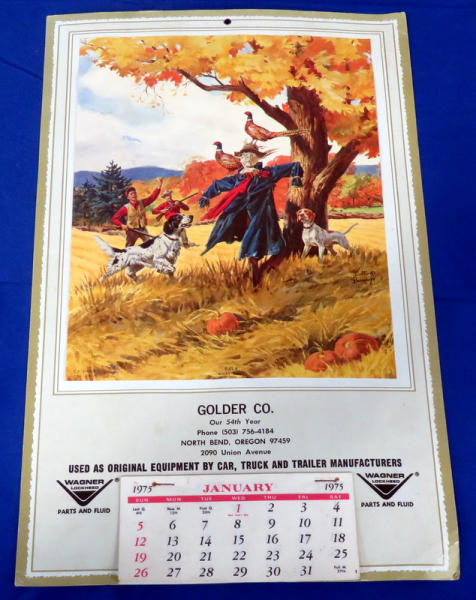 GOLDER CO.
Our 54th Year
Phone (503) 756-4184
NORTH BEND, OREGON 97459
2090 Union Avenue
USED AS ORIGINAL EQUIPMENT BY CAR, TRUCK AND TRAILER MANUFACTURERS
WAGNER
LOCKHEED
PARTS AND FLUID
WAGNER
LOCKHEED
PARTS AND FLUID
1975 JANUARY 1975
SUN. MON. TUE. WED. THU. FRI. SAT.
1 2 3 4
5 6 7 8 9 10 11
12 13 14 15 16 17 18
19 20 21 22 23 24 25
26 27 28 29 30 31